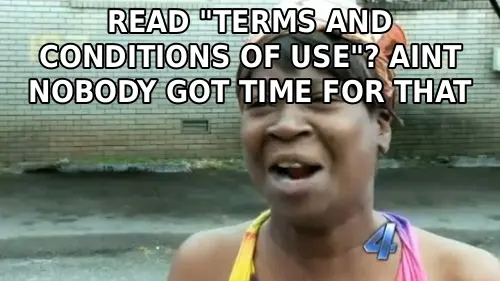 READ "TERMS AND
CONDITIONS OF USE"? AINT
NOBODY GOT TIME FOR THAT
4